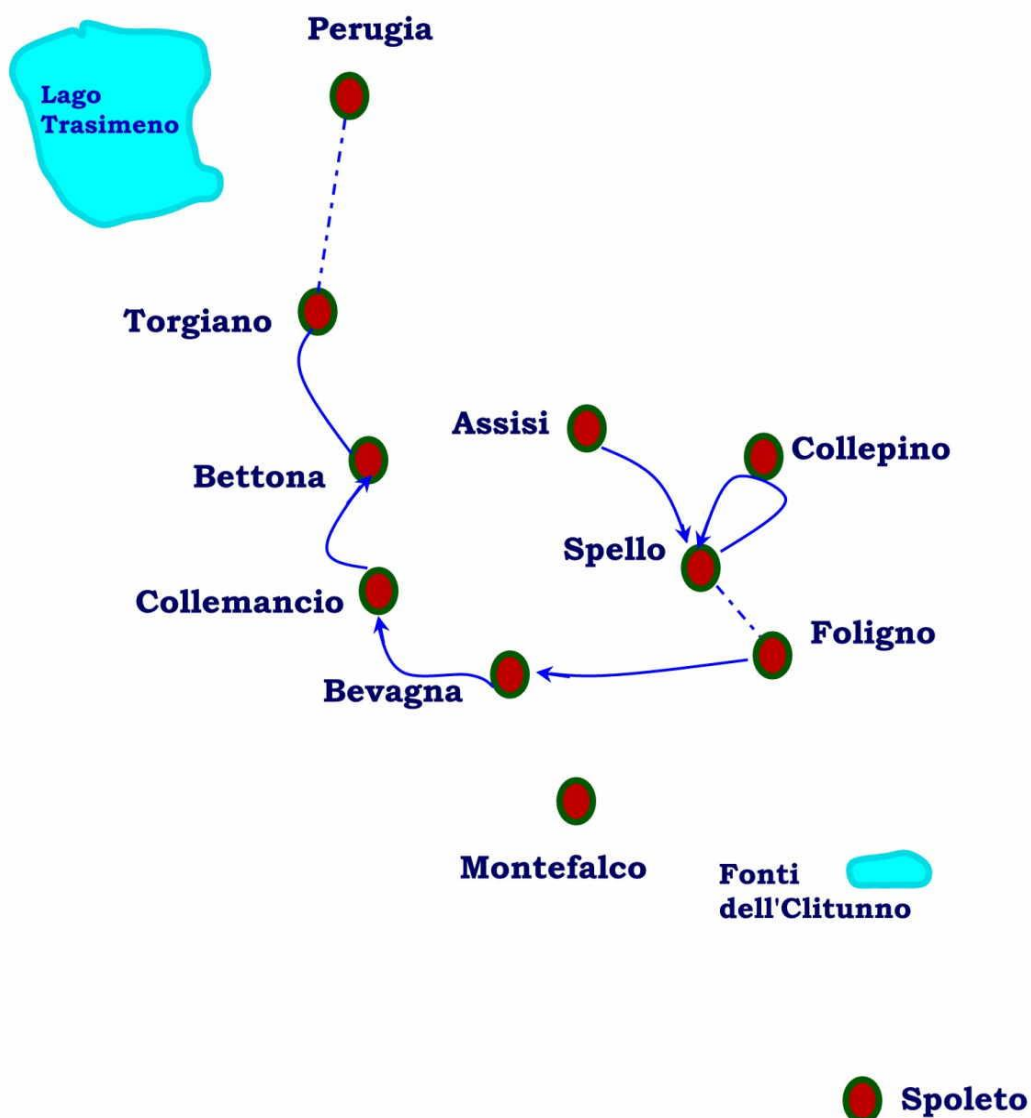 Perugia
Lago
Trasimeno
Torgiano
Assisi
Collepino
Bettona
Spello
Collemancio
Foligno
Bevagna
Montefalco
Fonti
dell'Clitunno
Spoleto